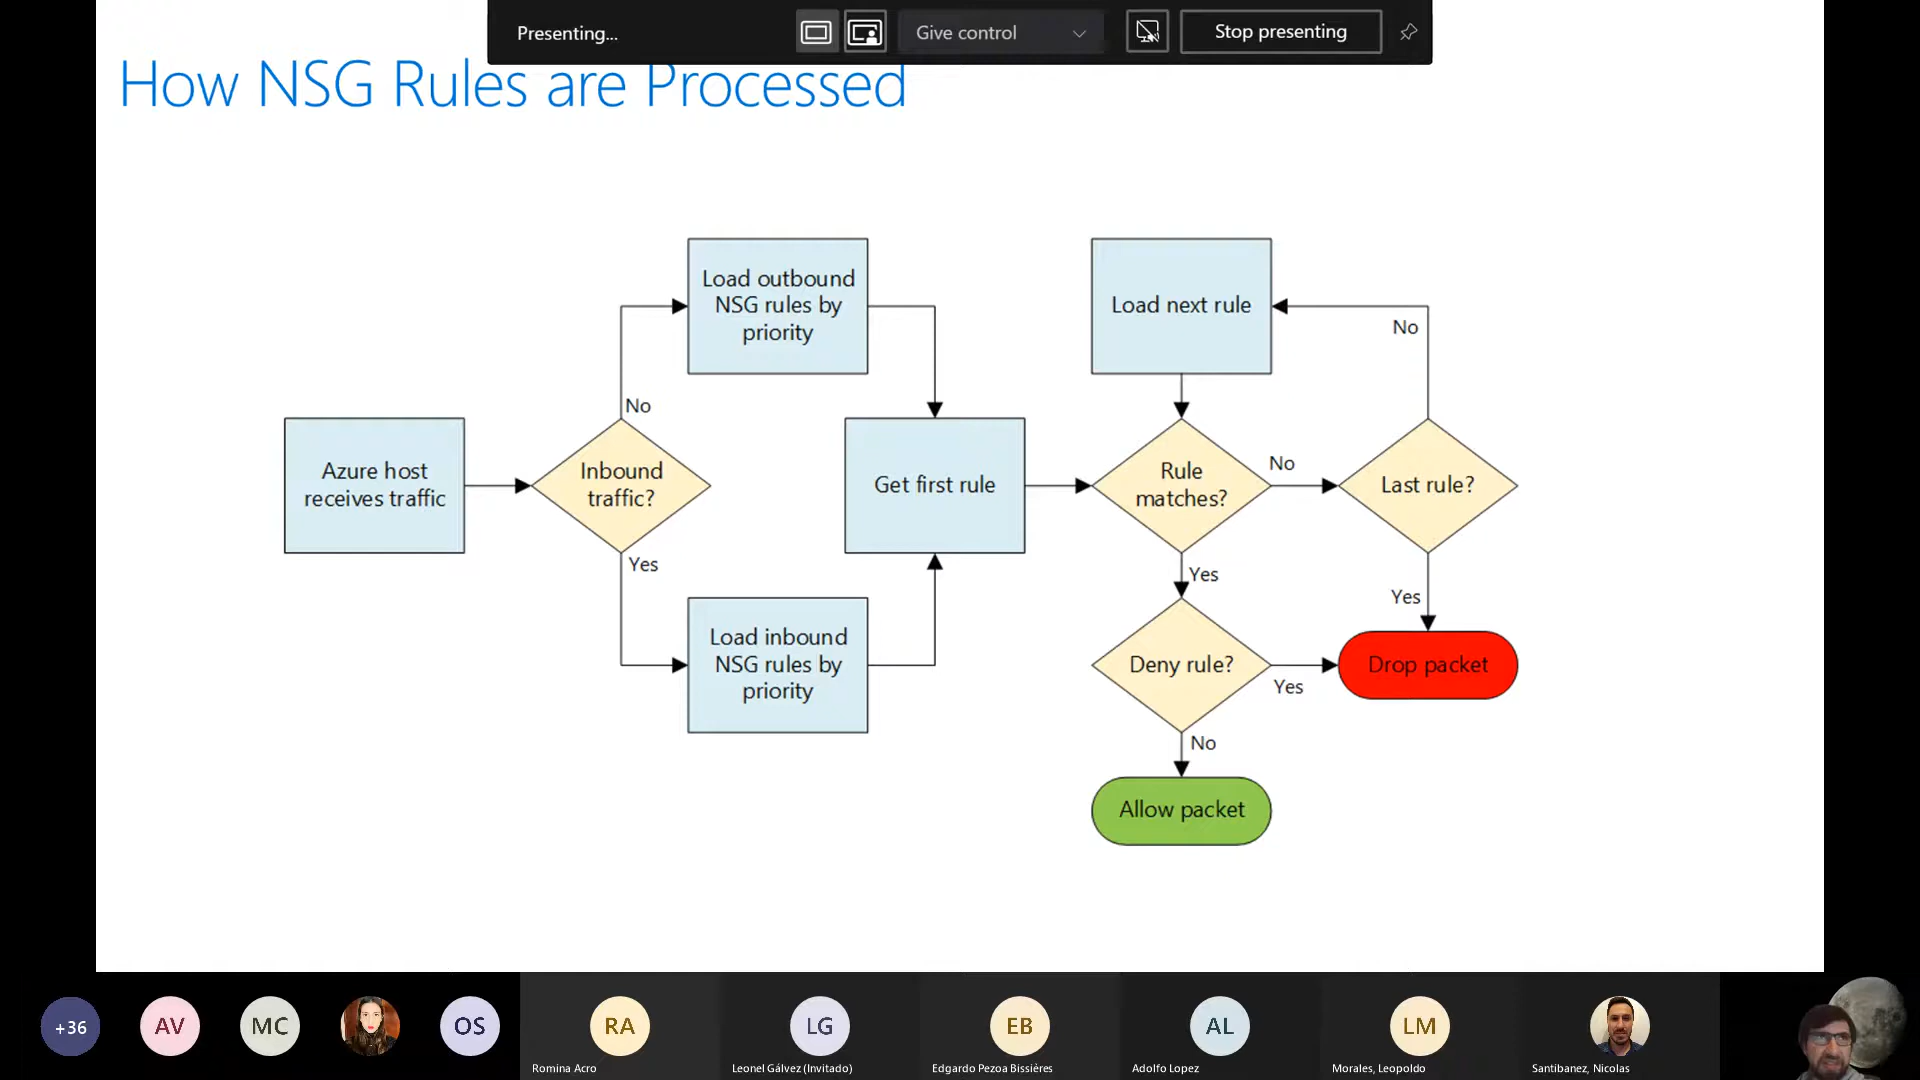 Presenting...
Give control
Stop presenting
How NSG Rules are Processed
Load outbound
NSG rules by
priority
Load next rule
No
No
Azure host
receives traffic
Inbound
traffic?
Get first rule
Rule
matches?
No
Last rule?
Yes
Yes
Yes
Load inbound
NSG rules by
priority
Deny rule?
Yes
Drop packet
No
Allow packet
+36
AV
MC
OS
RA
LG
EB
AL
LM
Romina Acro
Leonel Gálvez (Invitado)
Edgardo Pezoa Bissières
Adolfo Lopez
Morales, Leopoldo
Santibanez, Nicolas